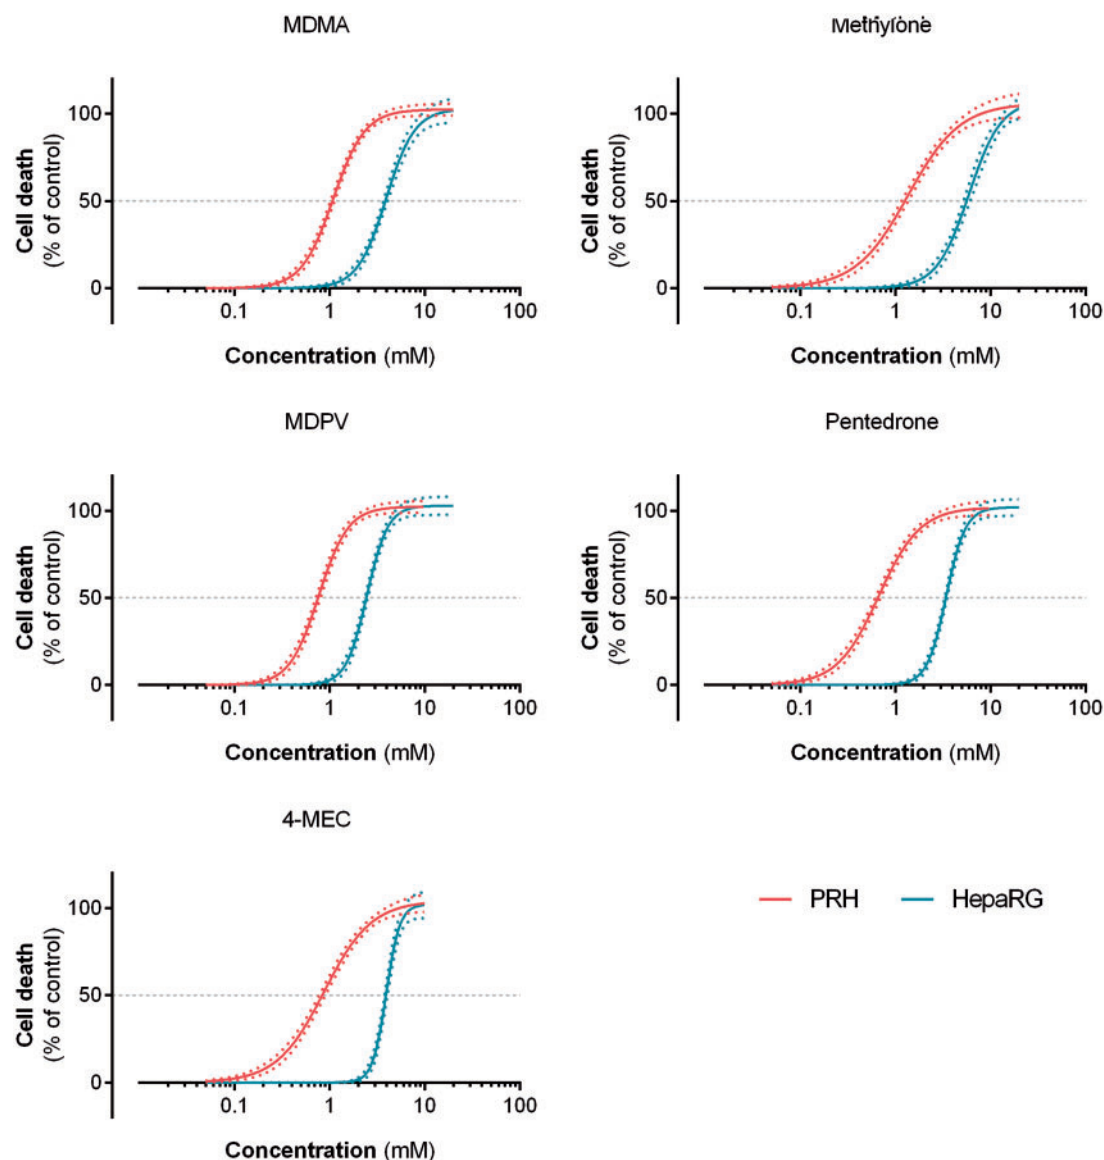 MDMA
100
50
0
Cell death
(% of control)
0.1 1 10 100
Concentration (mM)
Methylone
100
50
0
Cell death
(% of control)
0.1 1 10 100
Concentration (mM)
MDPV
100
50
0
Cell death
(% of control)
0.1 1 10 100
Concentration (mM)
Pentedrone
100
50
0
Cell death
(% of control)
0.1 1 10 100
Concentration (mM)
4-MEC
100
50
0
Cell death
(% of control)
0.1 1 10 100
Concentration (mM)
PRH HepaRG